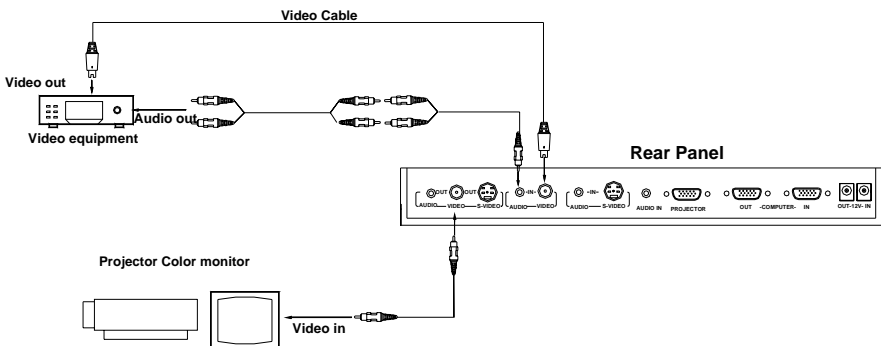 Video Cable
Video out
Audio out
Video equipment
Rear Panel
OUT OUT -IN- -IN-
AUDIO VIDEO S-VIDEO AUDIO VIDEO AUDIO S-VIDEO AUDIO IN PROJECTOR OUT -COMPUTER- IN OUT-12V- IN
Projector Color monitor
Video in